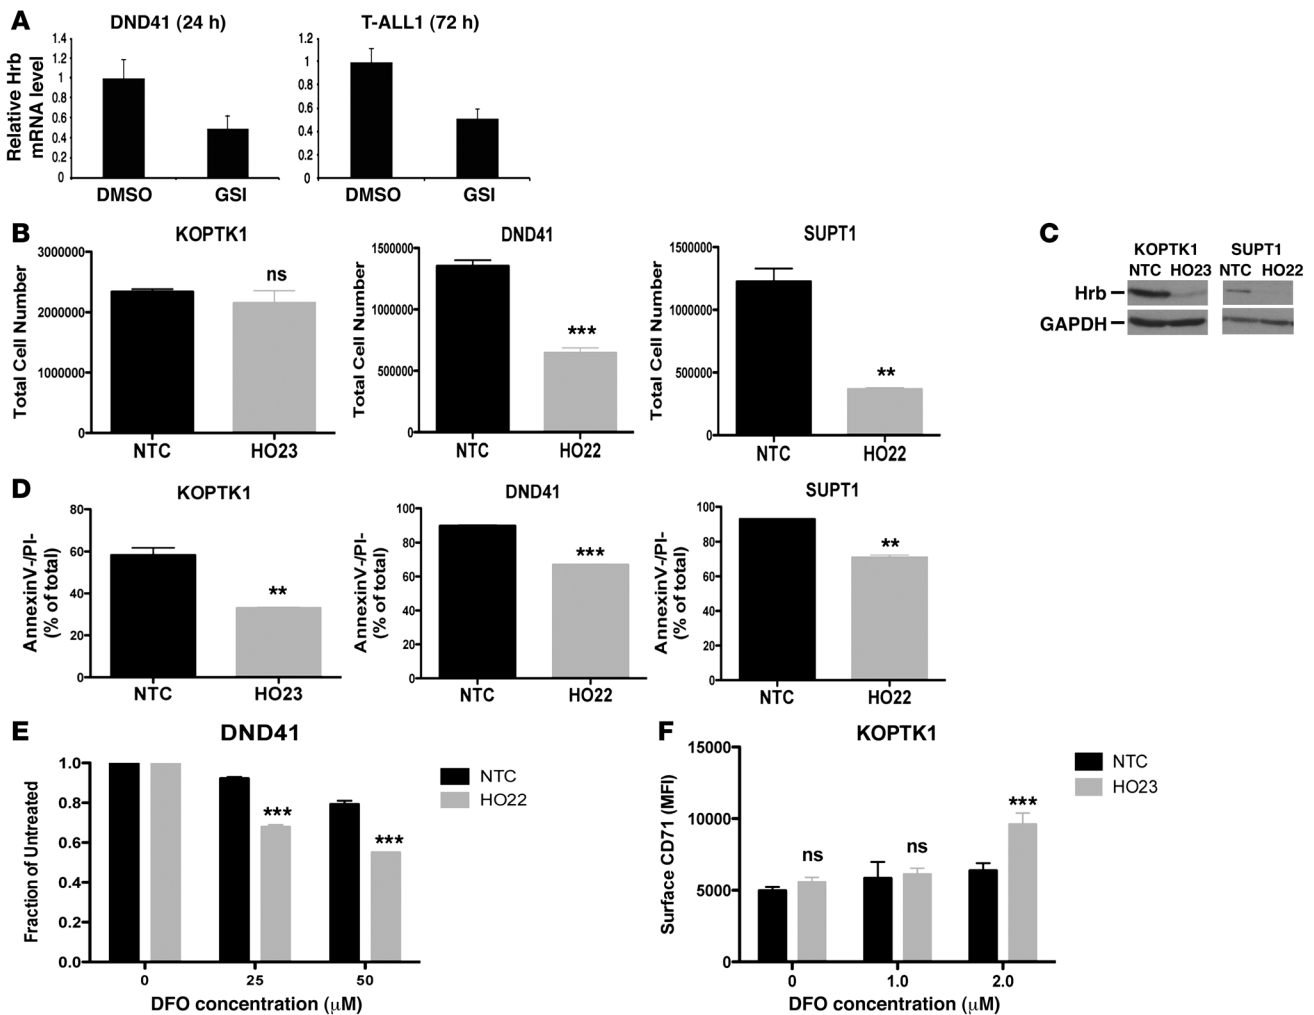 A
DND41 (24 h)
Relative Hrb
mRNA level
1.4
1.2
1
0.8
0.6
0.4
0.2
0
DMSO GSI
T-ALL1 (72 h)
1.2
1
0.8
0.6
0.4
0.2
0
DMSO GSI
B
KOPTK1
Total Cell Number
3000000
2000000
1000000
0
ns
NTC HO23
DND41
Total Cell Number
1500000
1000000
500000
0
***
NTC HO22
SUPT1
Total Cell Number
1500000
1000000
500000
0
**
NTC HO22
C
KOPTK1 SUPT1
NTC HO23 NTC HO22
Hrb
GAPDH
D
KOPTK1
AnnexinV-/PI-
(% of total)
80
60
40
20
0
**
NTC HO23
DND41
AnnexinV-/PI-
(% of total)
100
80
60
40
20
0
***
NTC HO22
SUPT1
AnnexinV-/PI-
(% of total)
100
80
60
40
20
0
**
NTC HO22
E
DND41
Fraction of Untreated
1.0
0.8
0.6
0.4
0.2
0.0
***
***
0 25 50
DFO concentration (μM)
NTC
HO22
F
KOPTK1
Surface CD71 (MFI)
15000
10000
5000
0
ns
ns
***
0 1.0 2.0
DFO concentration (μM)
NTC
HO23